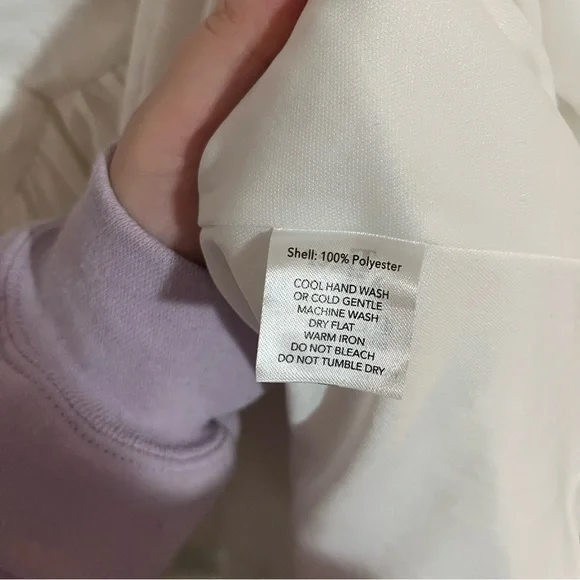 Shell: 100% Polyester
COOL HAND WASH
OR COLD GENTLE
MACHINE WASH
DRY FLAT
WARM IRON
DO NOT BLEACH
DO NOT TUMBLE DRY